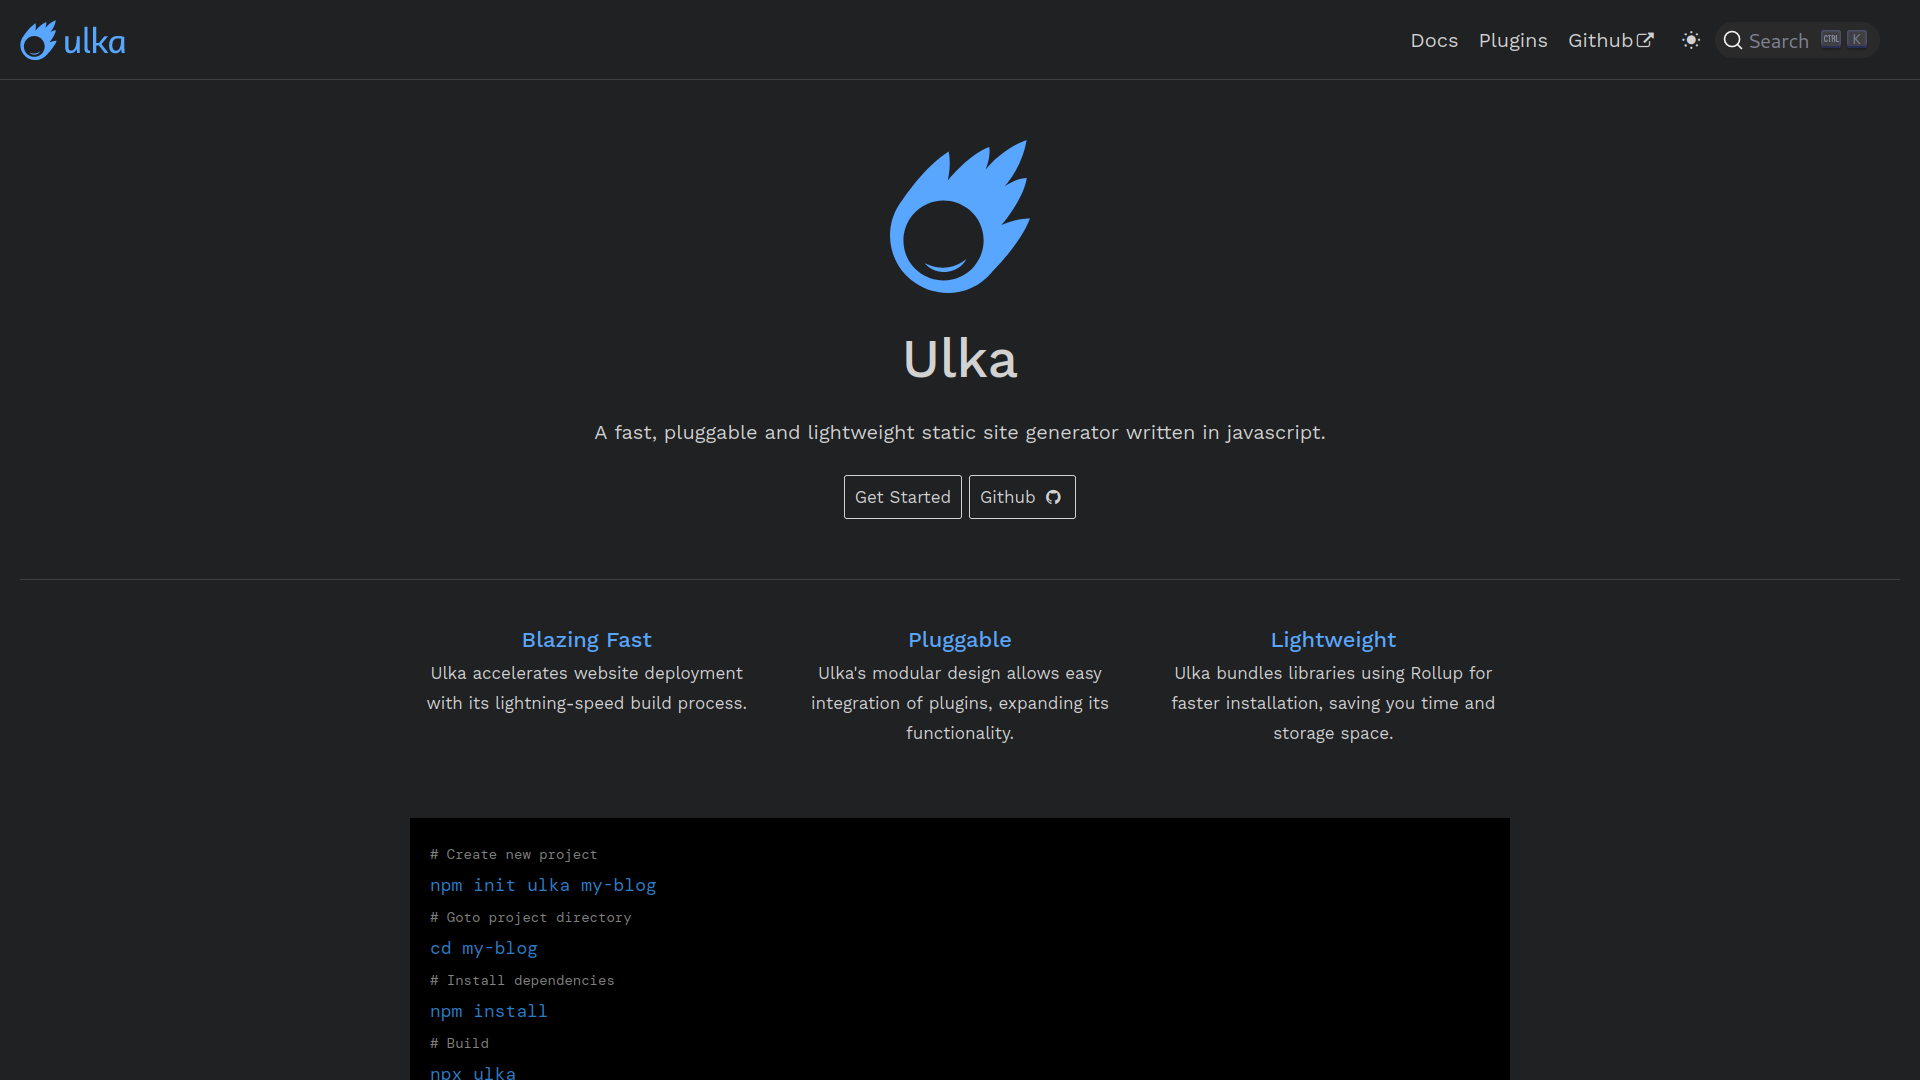 ulka
Docs Plugins Github Search CTRL K
Ulka
A fast, pluggable and lightweight static site generator written in javascript.
Get Started Github
Blazing Fast
Ulka accelerates website deployment
with its lightning-speed build process.
Pluggable
Ulka's modular design allows easy
integration of plugins, expanding its
functionality.
Lightweight
Ulka bundles libraries using Rollup for
faster installation, saving you time and
storage space.
# Create new project
npm init ulka my-blog
# Goto project directory
cd my-blog
# Install dependencies
npm install
# Build
npx ulka